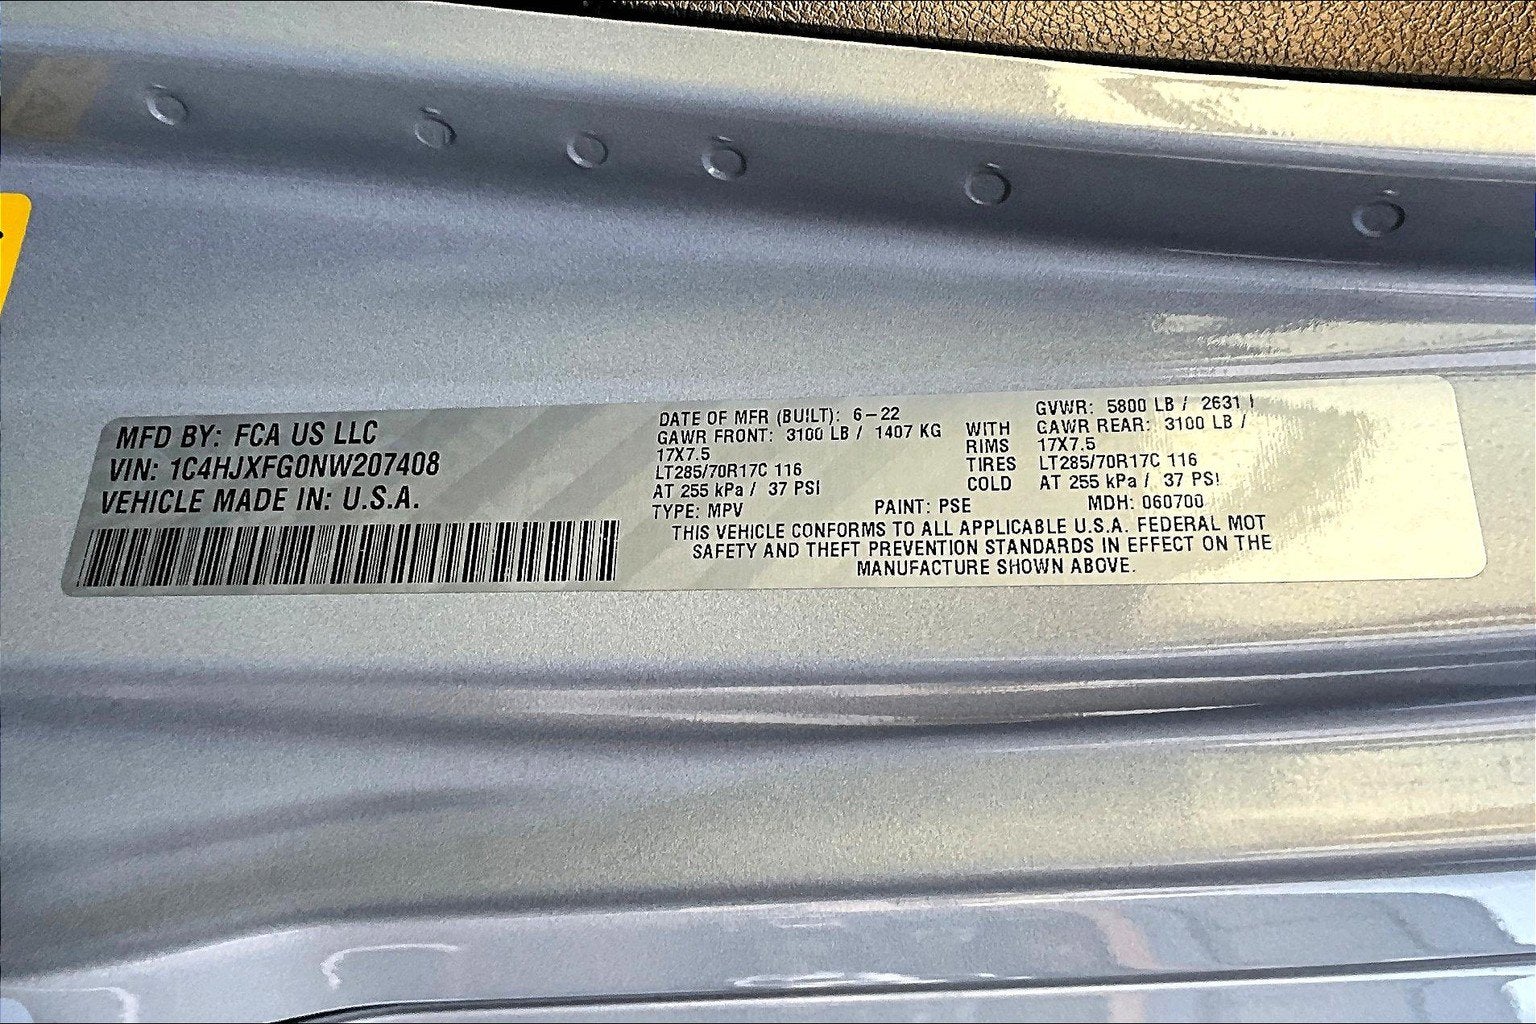 MFD BY: FCA US LLC
VIN: 1C4HJXFG0NW207408
VEHICLE MADE IN: U.S.A.
DATE OF MFR (BUILT): 6-22
GVWR: 5800 LB / 2631
GAWR FRONT: 3100 LB / 1407 KG WITH GAWR REAR: 3100 LB /
17X7.5 RIMS 17X7.5
LT285/70R17C 116 TIRES LT285/70R17C 116
AT 255 kPa / 37 PSI COLD AT 255 kPa / 37 PSI
TYPE: MPV PAINT: PSE MDH: 060700
THIS VEHICLE CONFORMS TO ALL APPLICABLE U.S.A. FEDERAL MOT
SAFETY AND THEFT PREVENTION STANDARDS IN EFFECT ON THE
MANUFACTURE SHOWN ABOVE.